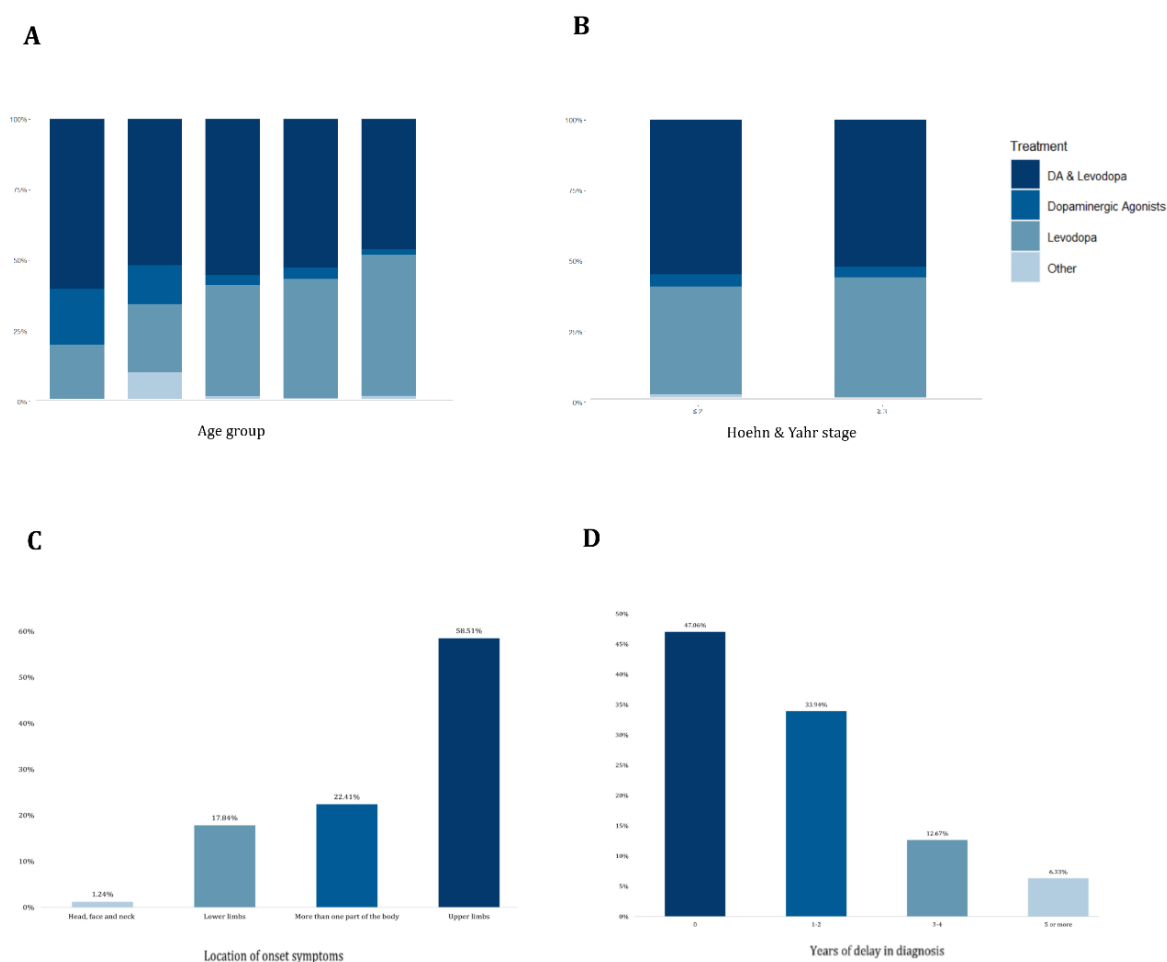 A
B
100%
75%
50%
25%
0%
Age group
100%
75%
50%
25%
0%
≤ 2
≥ 3
Hoehn & Yahr stage
Treatment
DA & Levodopa
Dopaminergic Agonists
Levodopa
Other
C
D
60%
50%
40%
30%
20%
10%
0%
1.24%
17.84%
22.41%
58.51%
Head, face and neck
Lower limbs
More than one part of the body
Upper limbs
Location of onset symptoms
50%
45%
40%
35%
30%
25%
20%
15%
10%
5%
0%
47.06%
33.94%
12.67%
6.33%
0
1-2
3-4
5 or more
Years of delay in diagnosis